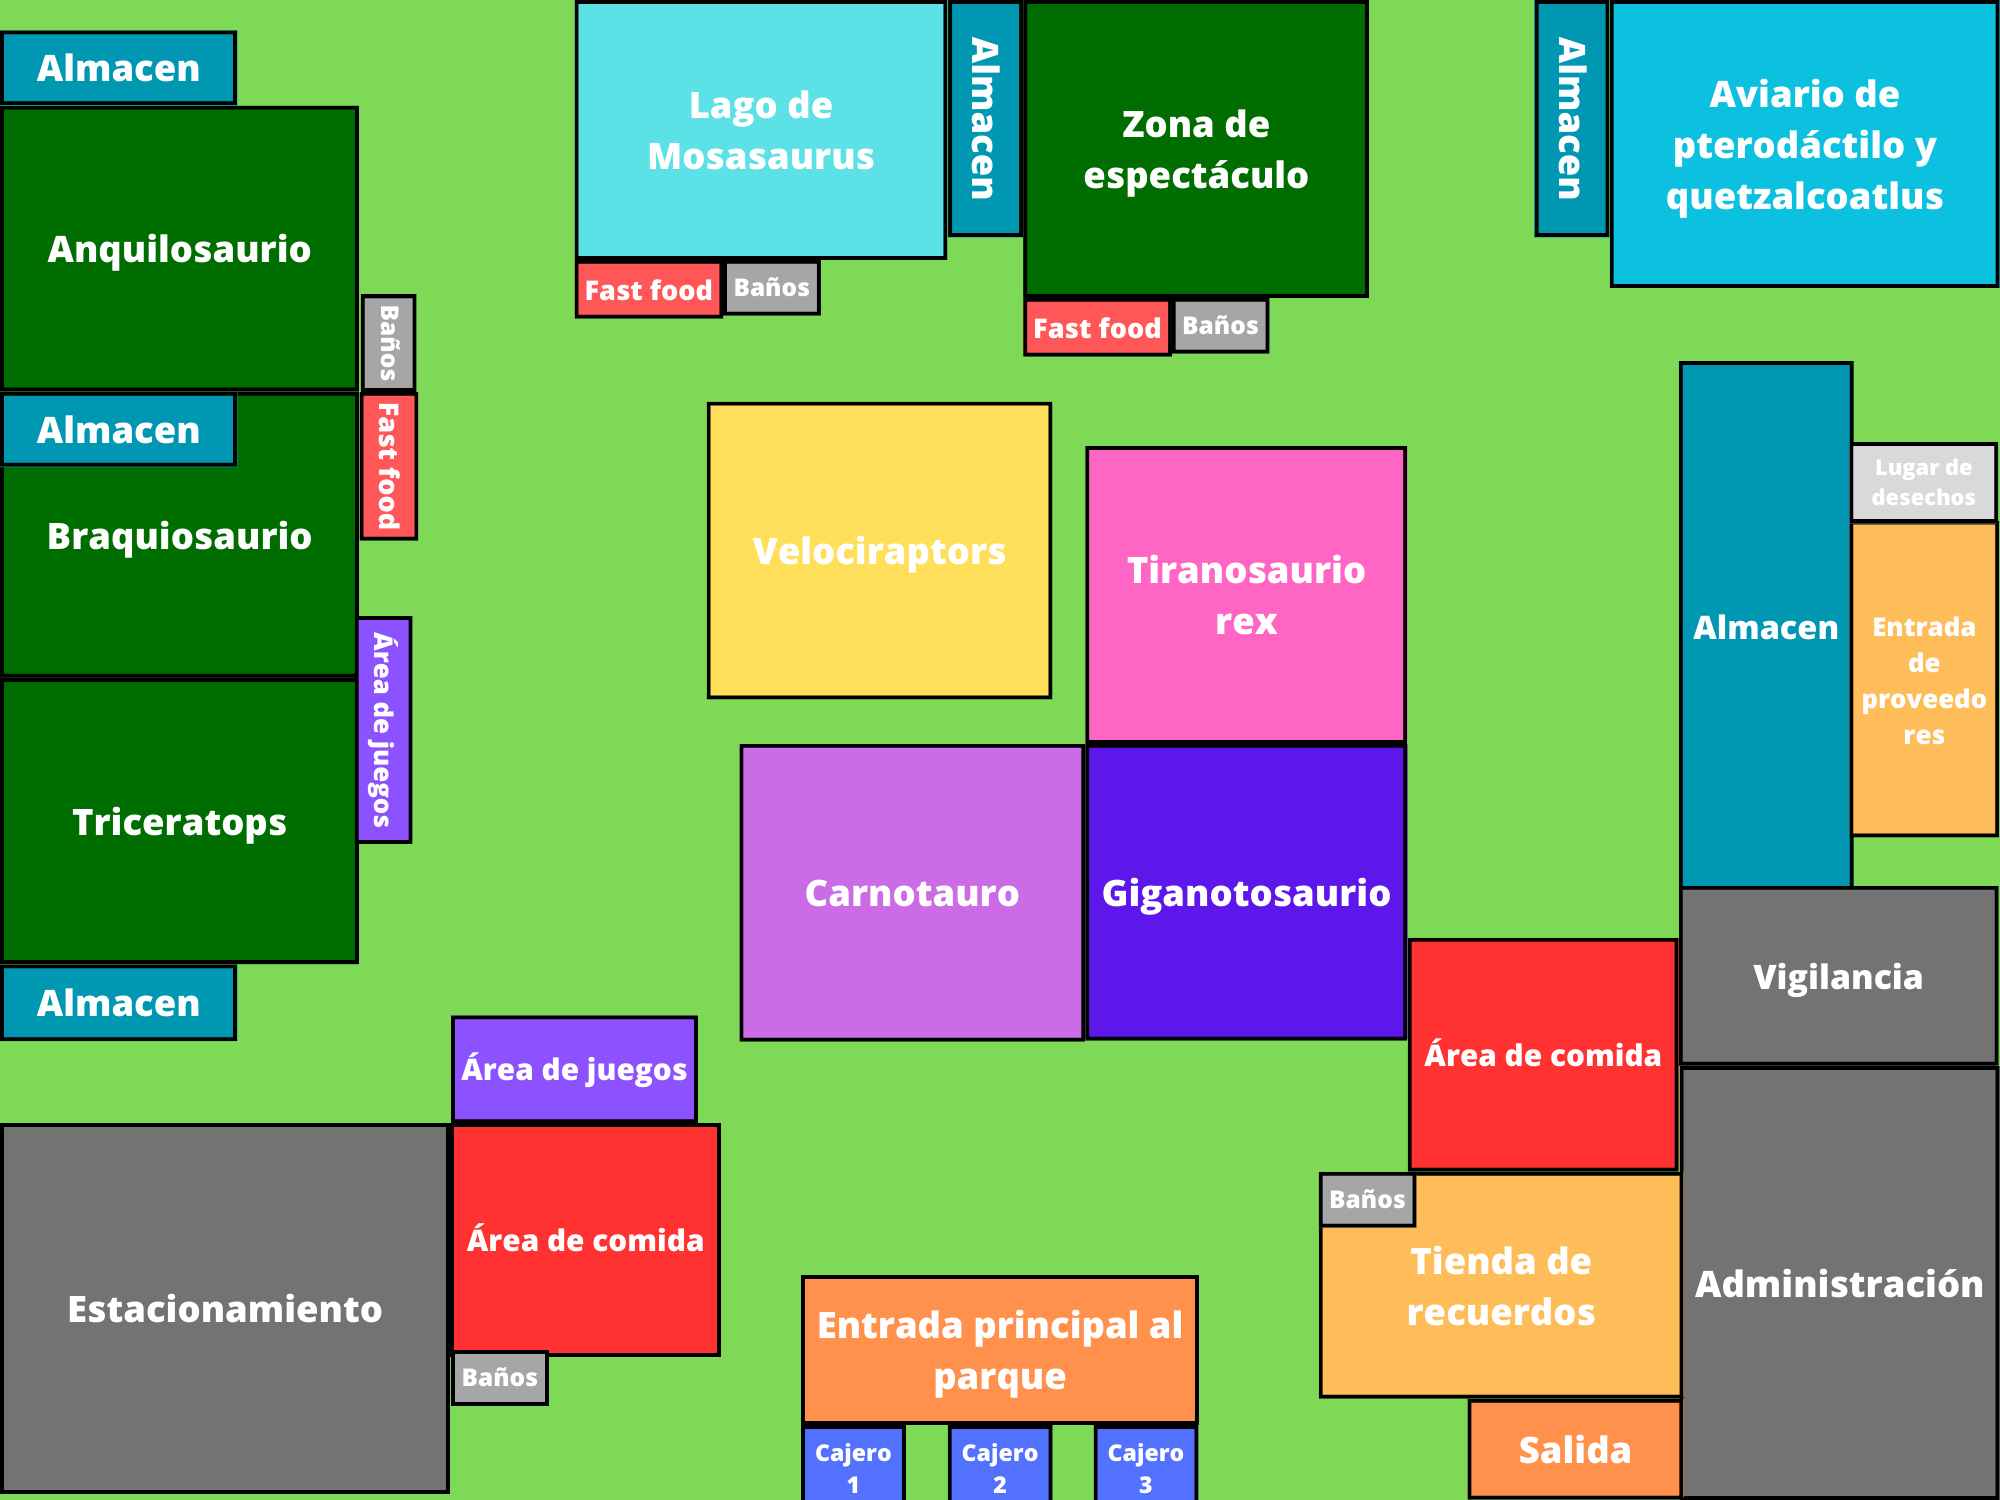 Almacen
Lago de
Mosasaurus
Almacen
Zona de
espectáculo
Almacen
Aviario de
pterodáctilo y
quetzalcoatlus
Anquilosaurio
Fast food
Baños
Fast food
Baños
Baños
Almacen
Fast food
Braquiosaurio
Velociraptors
Tiranosaurio
rex
Almacen
Lugar de
desechos
Entrada
de
proveedo
res
Área de juegos
Triceratops
Carnotauro
Giganotosaurio
Vigilancia
Almacen
Área de juegos
Área de comida
Área de comida
Baños
Tienda de
recuerdos
Administración
Estacionamiento
Baños
Entrada principal al
parque
Cajero
1
Cajero
2
Cajero
3
Salida